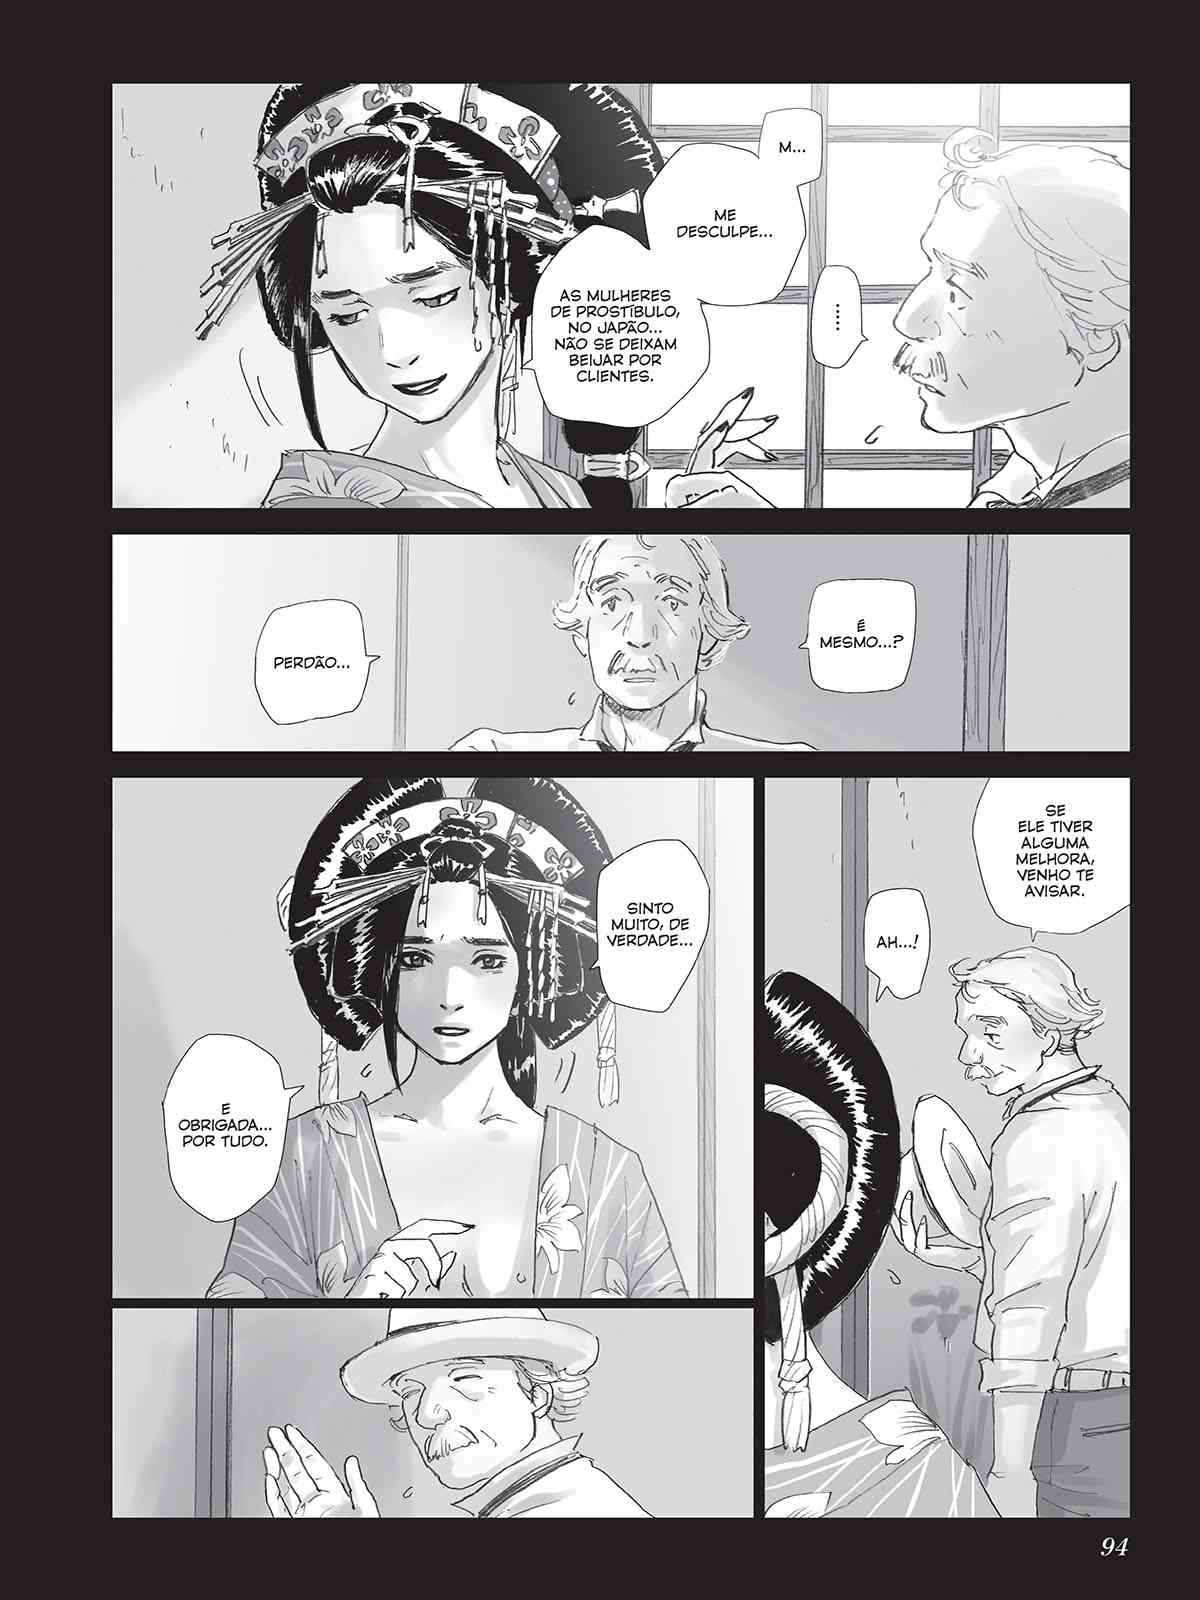 M...
ME
DESCULPE...
AS MULHERES
DE PROSTÍBULO,
NO JAPÃO...
NÃO SE DEIXAM
BEIJAR POR
CLIENTES.
......
É
MESMO...?
PERDÃO...
SE
ELE TIVER
ALGUMA
MELHORA,
VENHO TE
AVISAR.
AH...!
SINTO
MUITO, DE
VERDADE...
E
OBRIGADA...
POR TUDO.
94